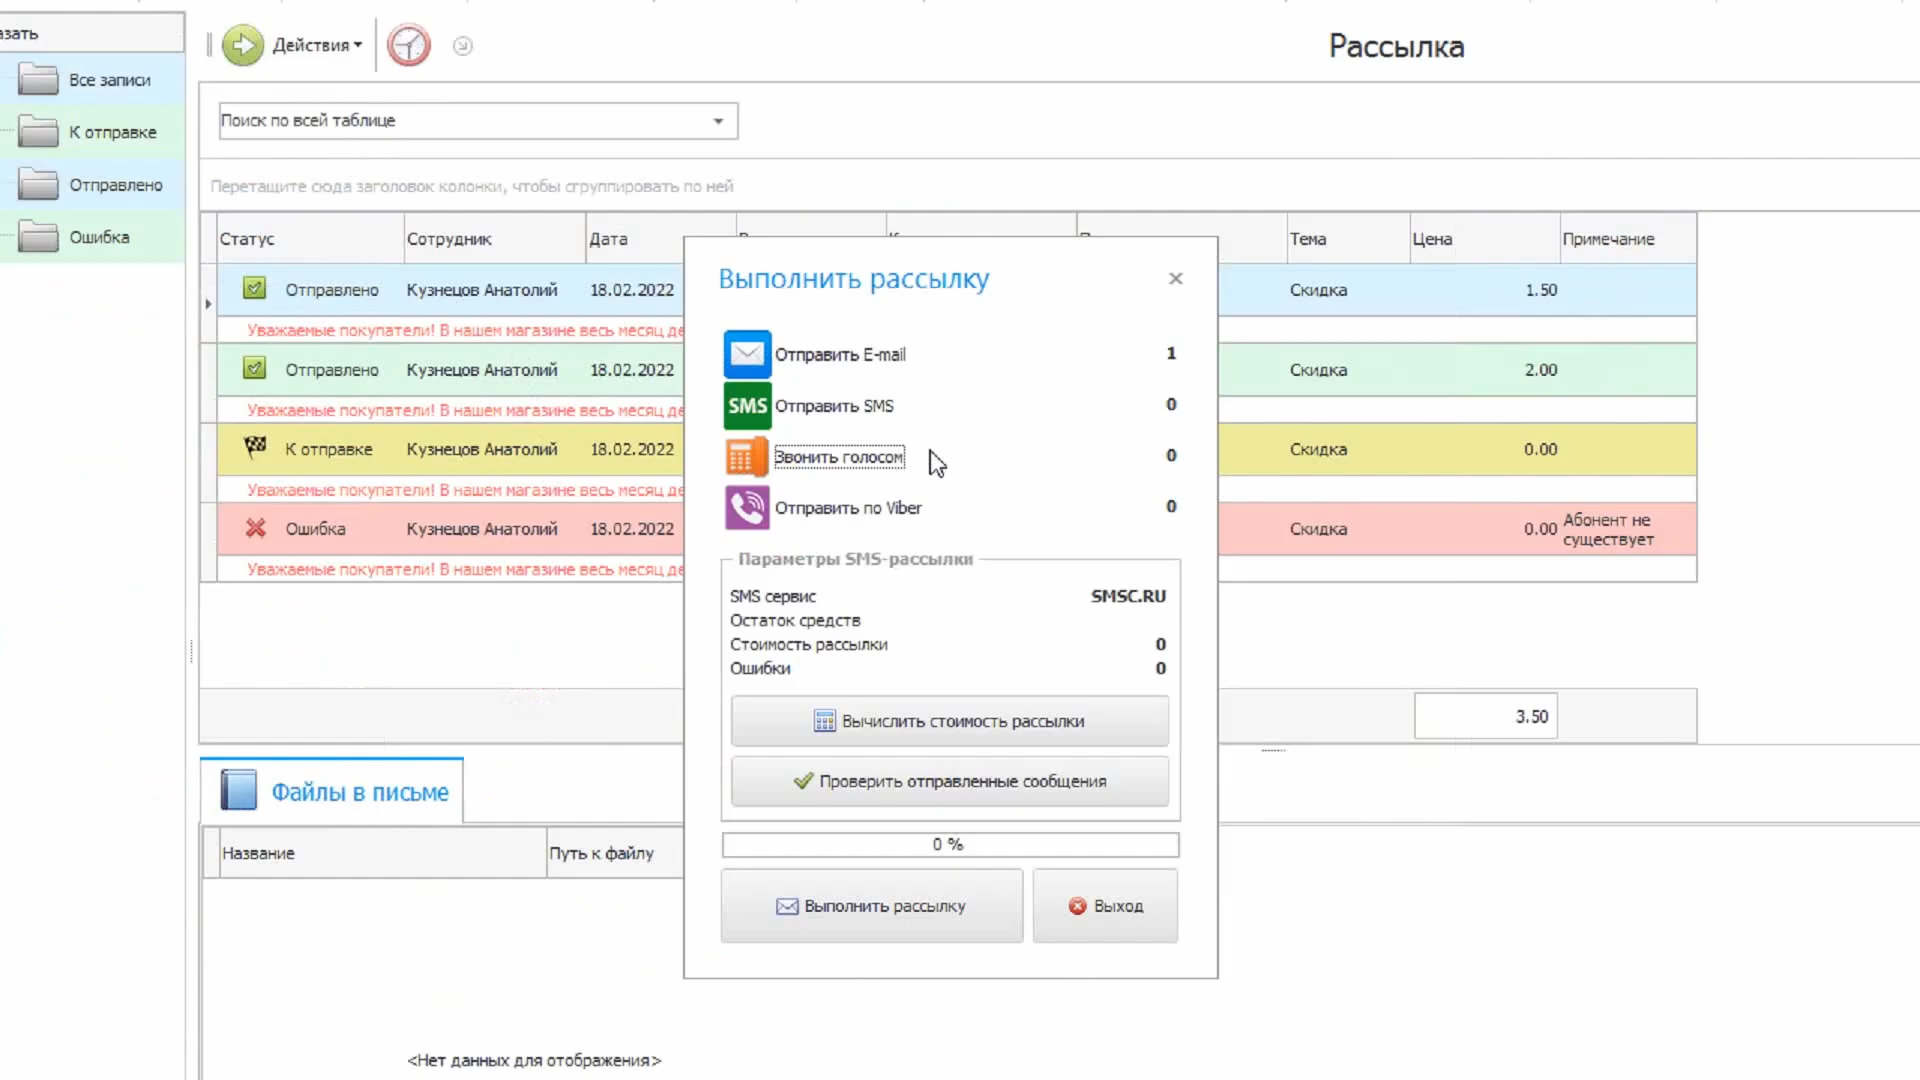 Действия
Рассылка
Все записи
К отправке
Отправлено
Ошибка
Поиск по всей таблице
Перетащите сюда заголовок колонки, чтобы сгруппировать по ней
Статус Сотрудник Дата Тема Цена Примечание
Отправлено Кузнецов Анатолий 18.02.2022 Скидка 1.50
Уважаемые покупатели! В нашем магазине весь месяц де
Отправлено Кузнецов Анатолий 18.02.2022 Скидка 2.00
Уважаемые покупатели! В нашем магазине весь месяц де
К отправке Кузнецов Анатолий 18.02.2022 Скидка 0.00
Уважаемые покупатели! В нашем магазине весь месяц де
Ошибка Кузнецов Анатолий 18.02.2022 Скидка 0.00 Абонент не
существует
Уважаемые покупатели! В нашем магазине весь месяц де
3.50
Выполнить рассылку
Отправить E-mail 1
SMS Отправить SMS 0
Звонить голосом 0
Отправить по Viber 0
Параметры SMS-рассылки
SMS сервис SMSC.RU
Остаток средств
Стоимость рассылки 0
Ошибки 0
Вычислить стоимость рассылки
Проверить отправленные сообщения
0 %
Выполнить рассылку Выход
Файлы в письме
Название Путь к файлу
<Нет данных для отображения>